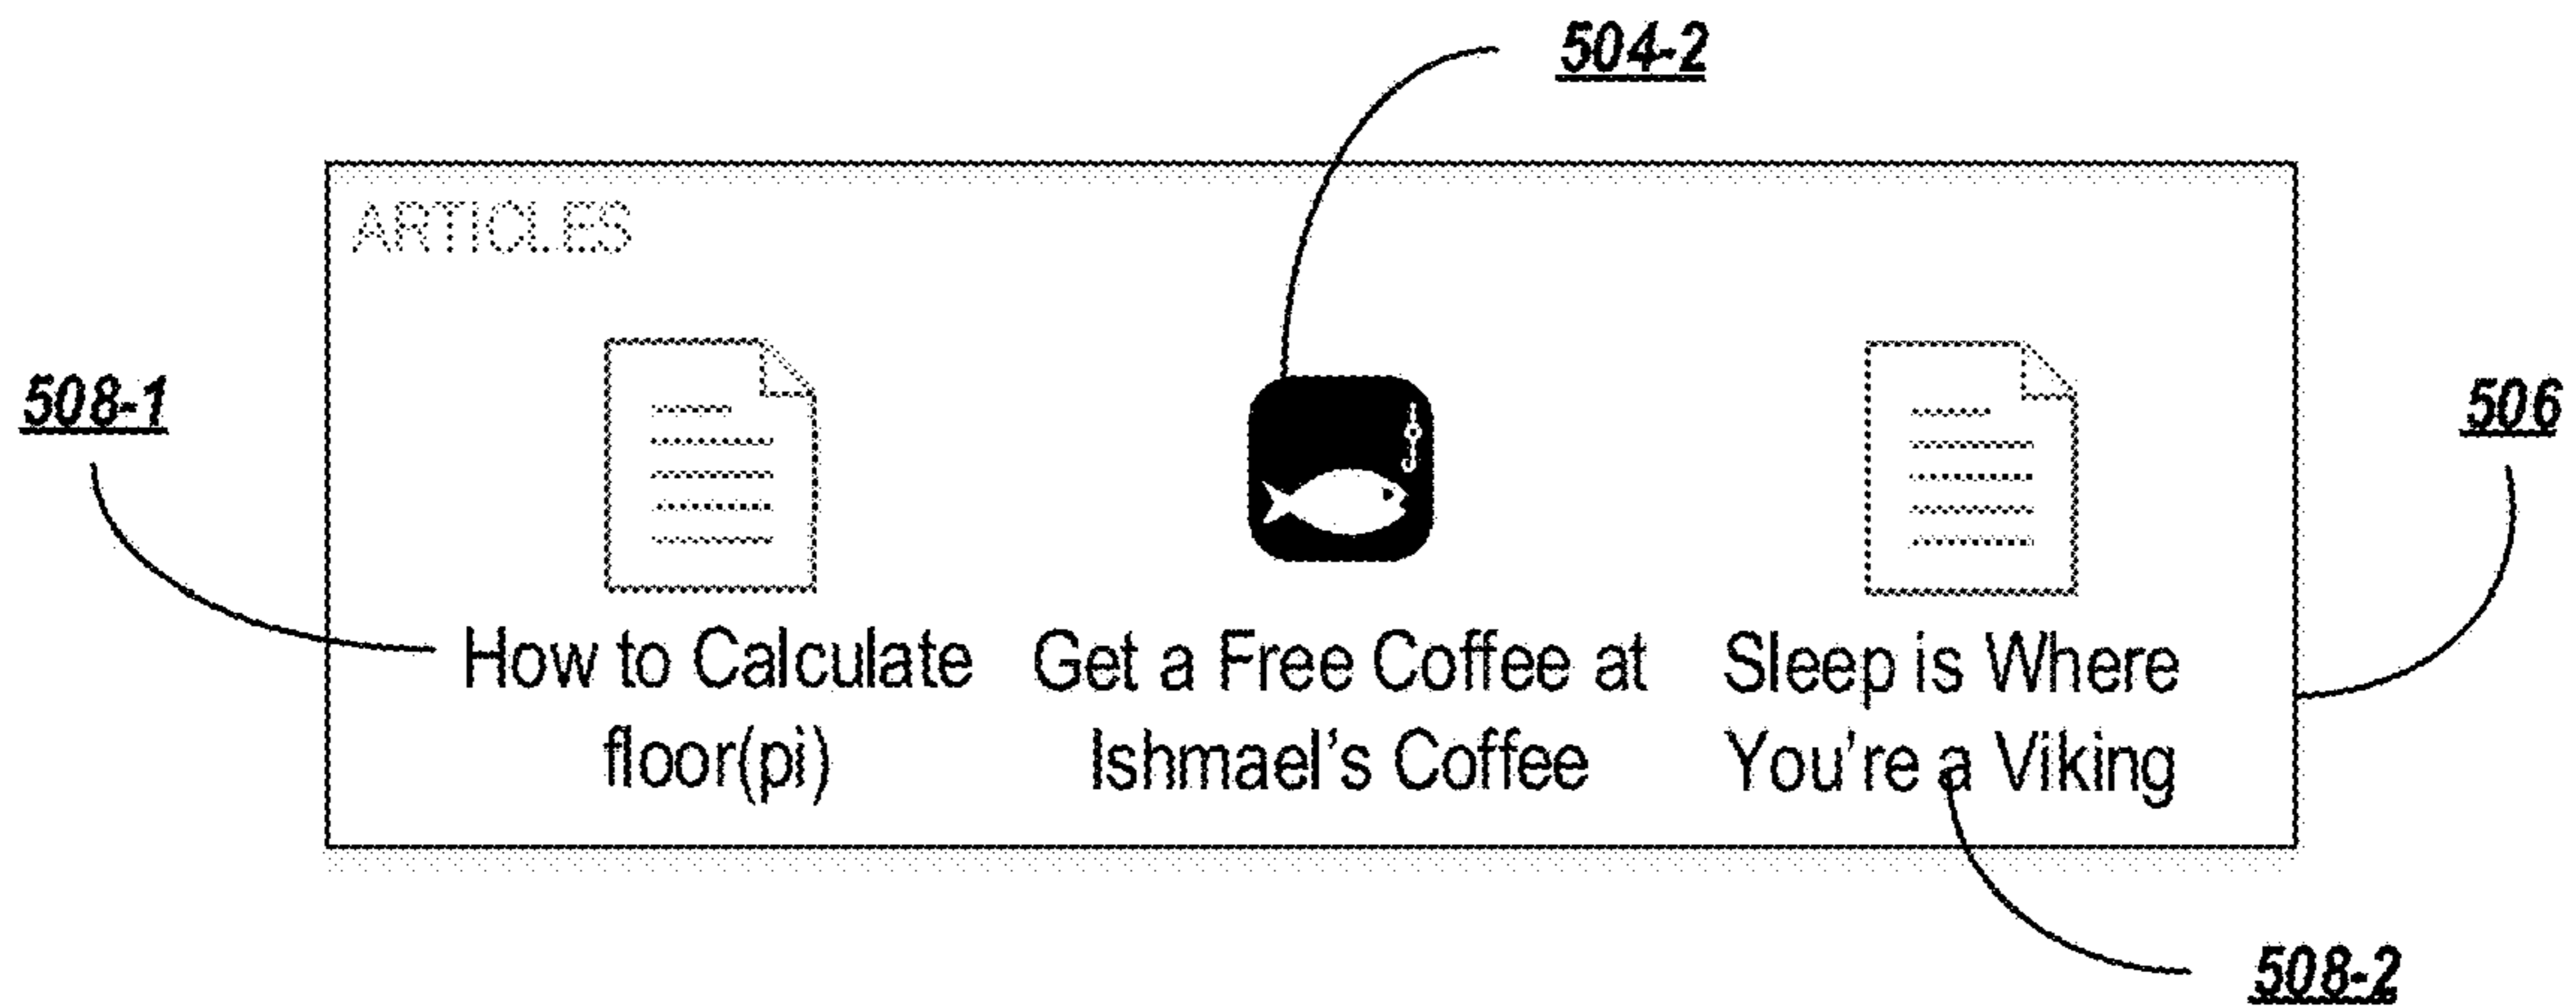 504-2
ARTICLES
508-1
506
How to Calculate
floor(pi)
Get a Free Coffee at
Ishmael's Coffee
Sleep is Where
You're a Viking
508-2